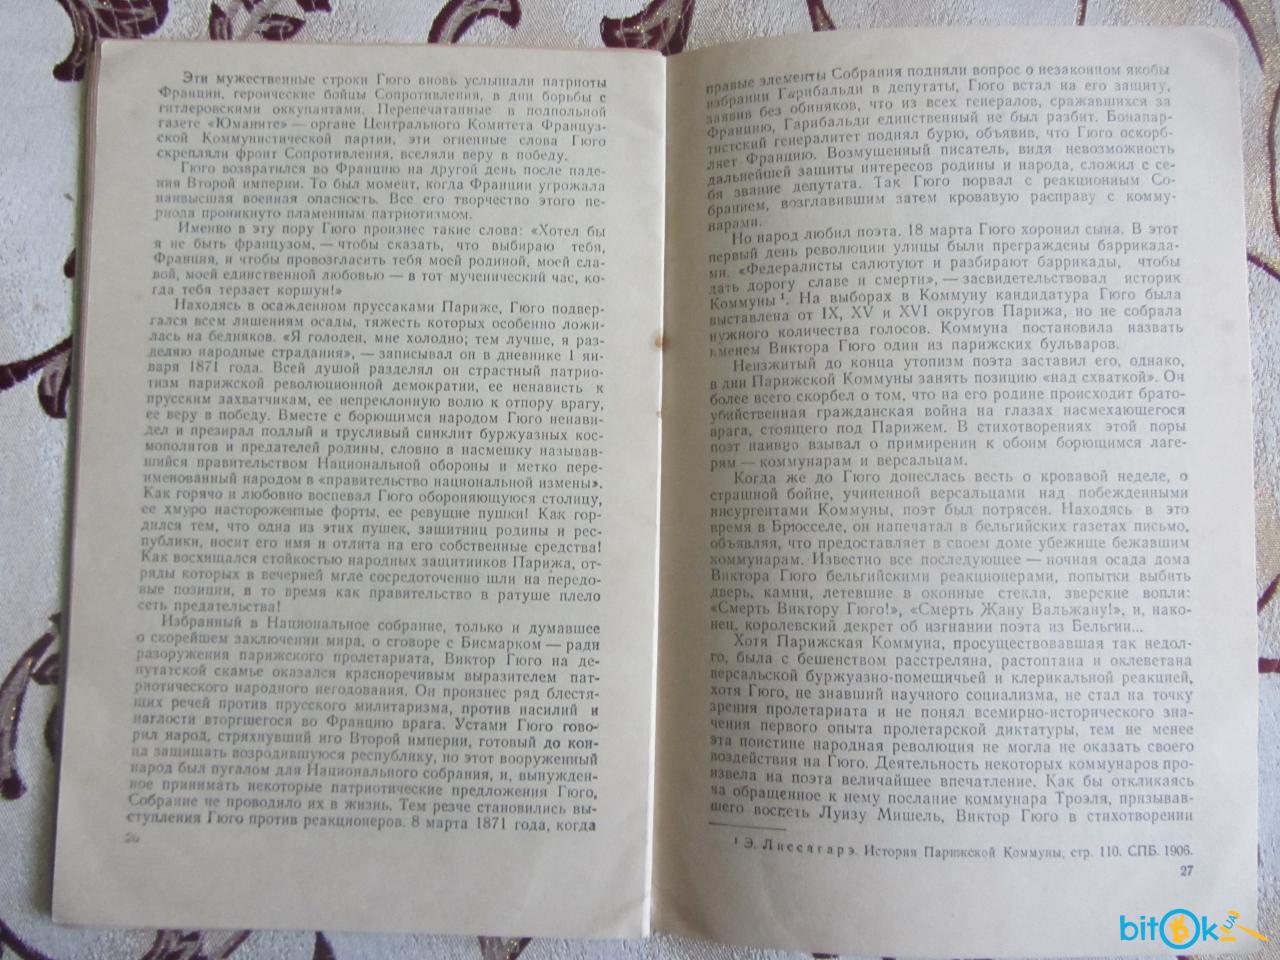 Эти мужественные строки Гюго вновь услышали патриоты
Франции, героические бойцы Сопротивления, в дни борьбы с
гитлеровскими оккупантами. Перепечатанные в подпольной
газете «Юманите» — органе Центрального Комитета Француз-
ской Коммунистической партии, эти огненные слова Гюго
скрепляли фронт Сопротивления, вселяли веру в победу.
Гюго возвратился во Францию на другой день после паде-
ния Второй империи. То был момент, когда Франции угрожала
наивысшая военная опасность. Все его творчество этого пе-
риода проникнуто пламенным патриотизмом.
Именно в эту пору Гюго произнес такие слова: «Хотел бы
я не быть французом, — чтобы сказать, что выбираю тебя,
Франция, и чтобы провозгласить тебя моей родиной, моей сла-
вой, моей единственной любовью — в тот мученический час, ко-
гда тебя терзает коршун!»
Находясь в осажденном пруссаками Париже, Гюго подвер-
гался всем лишениям осады, тяжесть которых особенно ложи-
лась на бедняков. «Я голоден, мне холодно; тем лучше, я раз-
деляю народные страдания», — записывал он в дневнике 1 ян-
варя 1871 года. Всей душой разделял он страстный патрио-
тизм парижской революционной демократии, ее ненависть к
прусским захватчикам, ее непреклонную волю к отпору врагу,
ее веру в победу. Вместе с борющимся народом Гюго ненави-
дел и презирал подлый и трусливый синклит буржуазных кос-
мополитов и предателей родины, словно в насмешку называв-
шийся правительством Национальной обороны и метко пере-
именованный народом в «правительство национальной измены».
Как горячо и любовно воспевал Гюго обороняющуюся столицу,
ее хмуро настороженные форты, ее ревущие пушки! Как гор-
дился тем, что одна из этих пушек, защитниц родины и рес-
публики, носит его имя и отлита на его собственные средства!
Как восхищался стойкостью народных защитников Парижа, от-
ряды которых в вечерней мгле сосредоточенно шли на передо-
вые позиции, в то время как правительство в ратуше плело
сеть предательства!
Избранный в Национальное собрание, только и думавшее
о скорейшем заключении мира, о сговоре с Бисмарком — ради
разоружения парижского пролетариата, Виктор Гюго на де-
путатской скамье оказался красноречивым выразителем пат-
риотического народного негодования. Он произнес ряд блестя-
щих речей против прусского милитаризма, против насилий и
наглости вторгшегося во Францию врага. Устами Гюго гово-
рил народ, стряхнувший иго Второй империи, готовый до кон-
ца защищать возродившуюся республику, но этот вооруженный
народ был пугалом для Национального собрания, и, вынужден-
ное принимать некоторые патриотические предложения Гюго,
Собрание не проводило их в жизнь. Тем резче становились вы-
ступления Гюго против реакционеров. 8 марта 1871 года, когда
26
правые элементы Собрания подняли вопрос о незаконном якобы
избрании Гарибальди в депутаты, Гюго встал на его защиту,
заявив без обиняков, что из всех генералов, сражавшихся за
Францию, Гарибальди единственный не был разбит. Бонапар-
тистский генералитет поднял бурю, объявив, что Гюго оскорб-
ляет Францию. Возмущенный писатель, видя невозможность
дальнейшей защиты интересов родины и народа, сложил с се-
бя звание депутата. Так Гюго порвал с реакционным Со-
бранием, возглавившим затем кровавую расправу с комму-
нарами.
Но народ любил поэта. 18 марта Гюго хоронил сына. В этот
первый день революции улицы были преграждены баррикада-
ми. «Федералисты салютуют и разбирают баррикады, чтобы
дать дорогу славе и смерти», — засвидетельствовал историк
Коммуны ¹. На выборах в Коммуну кандидатура Гюго была
выставлена от IX, XV и XVI округов Парижа, но не собрала
нужного количества голосов. Коммуна постановила назвать
именем Виктора Гюго один из парижских бульваров.
Неизжитый до конца утопизм поэта заставил его, однако,
в дни Парижской Коммуны занять позицию «над схваткой». Он
более всего скорбел о том, что на его родине происходит брато-
убийственная гражданская война на глазах насмехающегося
врага, стоящего под Парижем. В стихотворениях этой поры
поэт наивно взывал о примирении к обоим борющимся лаге-
рям — коммунарам и версальцам.
Когда же до Гюго донеслась весть о кровавой неделе, о
страшной бойне, учиненной версальцами над побежденными
инсургентами Коммуны, поэт был потрясен. Находясь в это
время в Брюсселе, он напечатал в бельгийских газетах письмо,
объявляя, что предоставляет в своем доме убежище бежавшим
коммунарам. Известно все последующее — ночная осада дома
Виктора Гюго бельгийскими реакционерами, попытки выбить
дверь, камни, летевшие в оконные стекла, зверские вопли:
«Смерть Виктору Гюго!», «Смерть Жану Вальжану!», и, нако-
нец, королевский декрет об изгнании поэта из Бельгии...
Хотя Парижская Коммуна, просуществовавшая так недол-
го, была с бешенством расстреляна, растоптана и оклеветана
версальской буржуазно-помещичьей и клерикальной реакцией,
хотя Гюго, не знавший научного социализма, не стал на точку
зрения пролетариата и не понял всемирно-исторического зна-
чения первого опыта пролетарской диктатуры, тем не менее
эта поистине народная революция не могла не оказать своего
воздействия на Гюго. Деятельность некоторых коммунаров про-
извела на поэта величайшее впечатление. Как бы откликаясь
на обращенное к нему послание коммунара Троэля, призывав-
шего воспеть Луизу Мишель, Виктор Гюго в стихотворении
¹ Э. Лиссагарэ. История Парижской Коммуны, стр. 110. СПБ. 1906.
27
bitok.ua